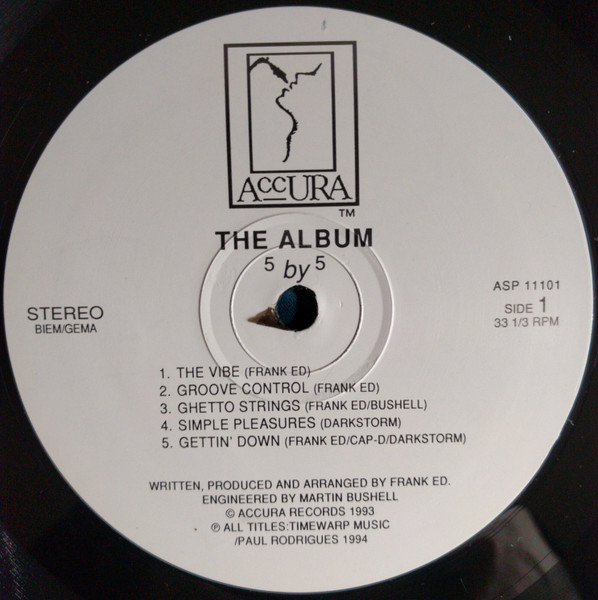 ACCURA
TM
THE ALBUM
5 by 5
STEREO
BIEM/GEMA
ASP 11101
SIDE 1
33 1/3 RPM
1. THE VIBE (FRANK ED)
2. GROOVE CONTROL (FRANK ED)
3. GHETTO STRINGS (FRANK ED/BUSHELL)
4. SIMPLE PLEASURES (DARKSTORM)
5. GETTIN' DOWN (FRANK ED/CAP-D/DARKSTORM)
WRITTEN, PRODUCED AND ARRANGED BY FRANK ED.
ENGINEERED BY MARTIN BUSHELL
© ACCURA RECORDS 1993
℗ ALL TITLES:TIMEWARP MUSIC
/PAUL RODRIGUES 1994